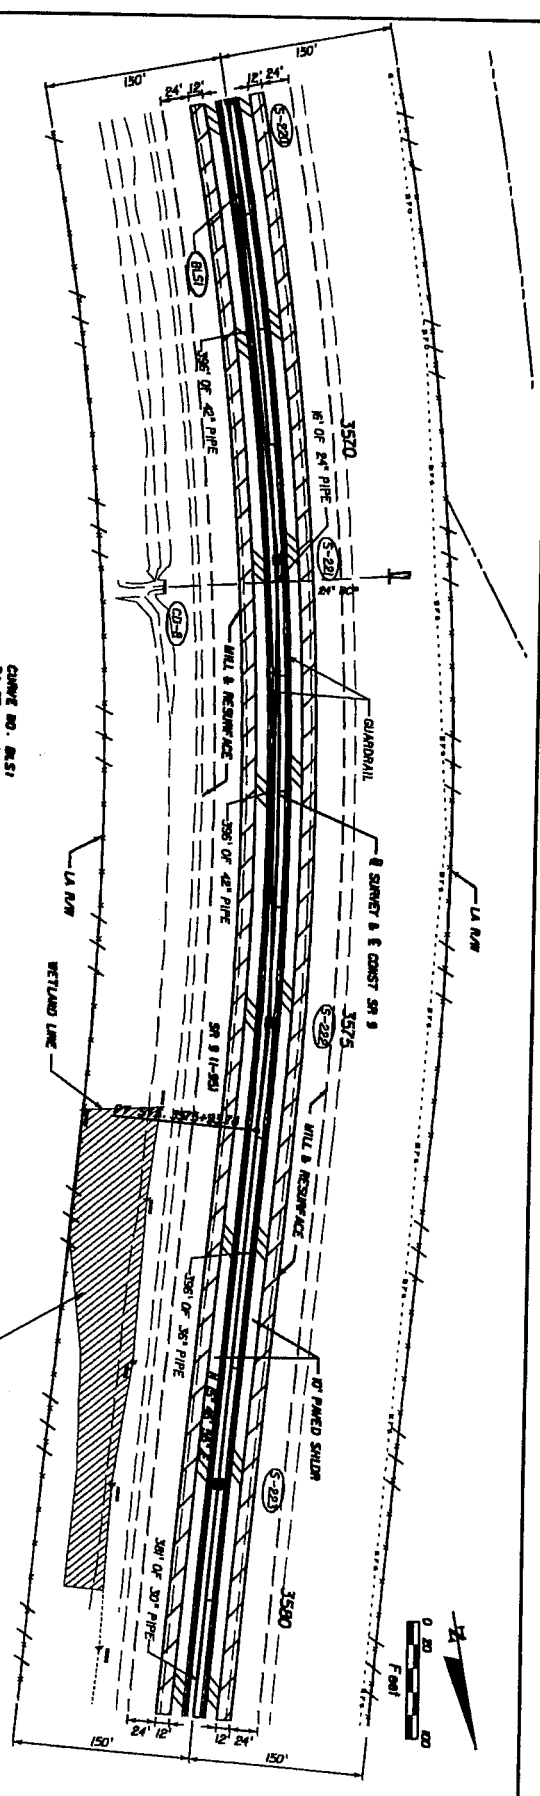 150'
150'
24'
12'
12'
24'
S-220
BLS1
396' OF 42" PIPE
16' OF 24" PIPE
3570
S-221
24" RCP
CD-8
MILL & RESURFACE
GUARDRAIL
CURVE NO. BLS1
396' OF 42" PIPE
℄ SURVEY & ℄ CONST SR 9
LA R/W
LA R/W
WETLAND LINE
SR 9 (I-95)
3575
S-222
MILL & RESURFACE
396' OF 36" PIPE
10' PAVED SHLDR
S-223
381' OF 30" PIPE
3580
N
0
20
100
Feet
24'
12'
12'
24'
150'
150'